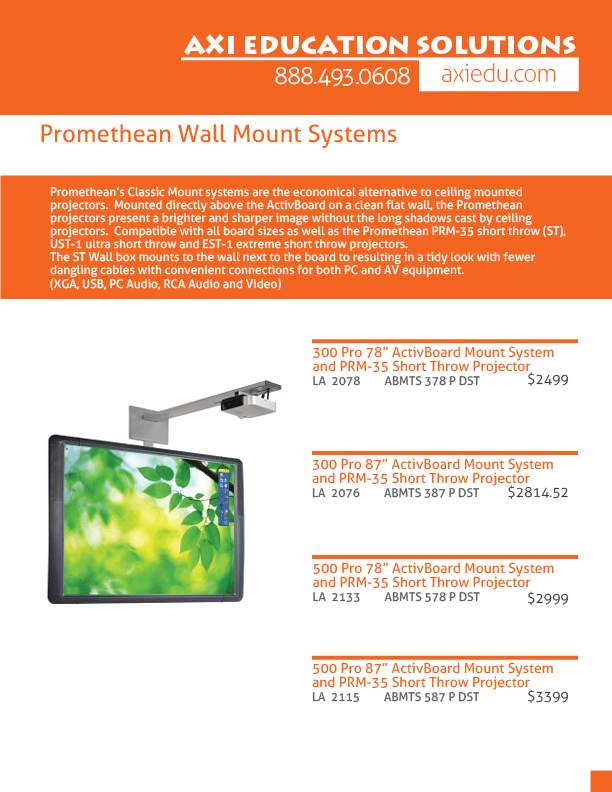 AXI EDUCATION SOLUTIONS
888.493.0608 axiedu.com
Promethean Wall Mount Systems
Promethean's Classic Mount systems are the economical alternative to ceiling mounted
projectors. Mounted directly above the ActivBoard on a clean flat wall, the Promethean
projectors present a brighter and sharper image without the long shadows cast by ceiling
projectors. Compatible with all board sizes as well as the Promethean PRM-35 short throw (ST),
UST-1 ultra short throw and EST-1 extreme short throw projectors.
The ST Wall box mounts to the wall next to the board to resulting in a tidy look with fewer
dangling cables with convenient connections for both PC and AV equipment.
(XGA, USB, PC Audio, RCA Audio and Video)
300 Pro 78” ActivBoard Mount System
and PRM-35 Short Throw Projector
LA 2078 ABMTS 378 P DST $2499
300 Pro 87” ActivBoard Mount System
and PRM-35 Short Throw Projector
LA 2076 ABMTS 387 P DST $2814.52
500 Pro 78” ActivBoard Mount System
and PRM-35 Short Throw Projector
LA 2133 ABMTS 578 P DST $2999
500 Pro 87” ActivBoard Mount System
and PRM-35 Short Throw Projector
LA 2115 ABMTS 587 P DST $3399